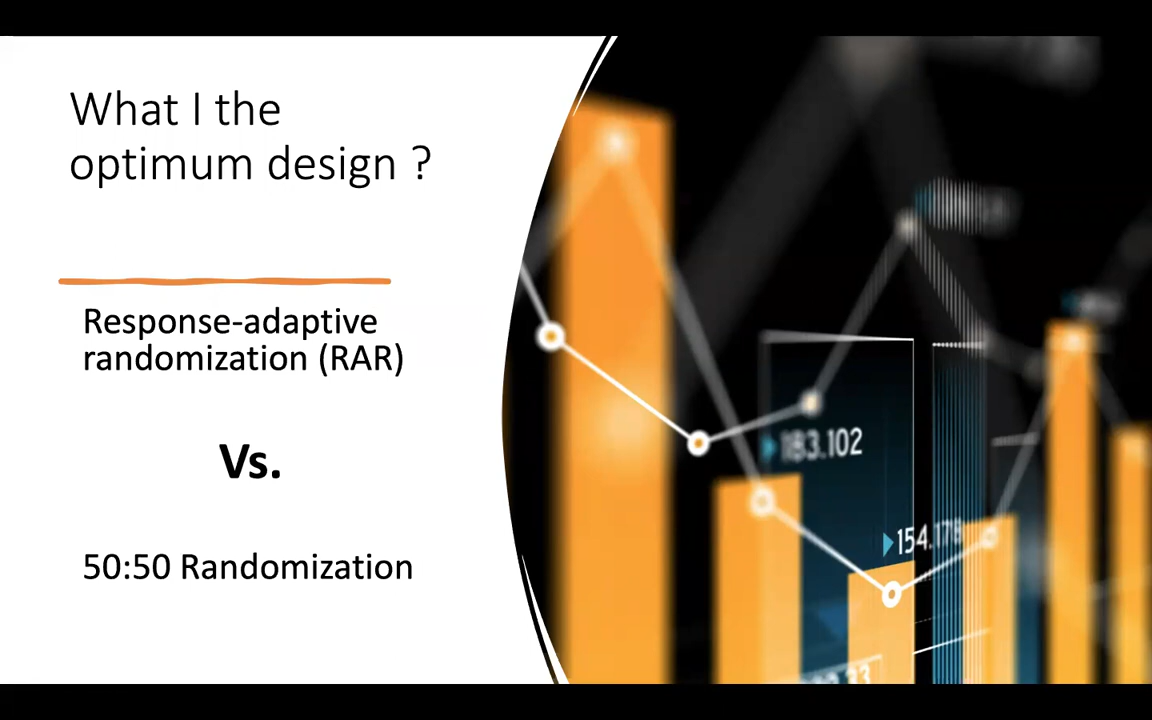 What I the
optimum design ?
Response-adaptive
randomization (RAR)
Vs.
50:50 Randomization
183.102
154.178